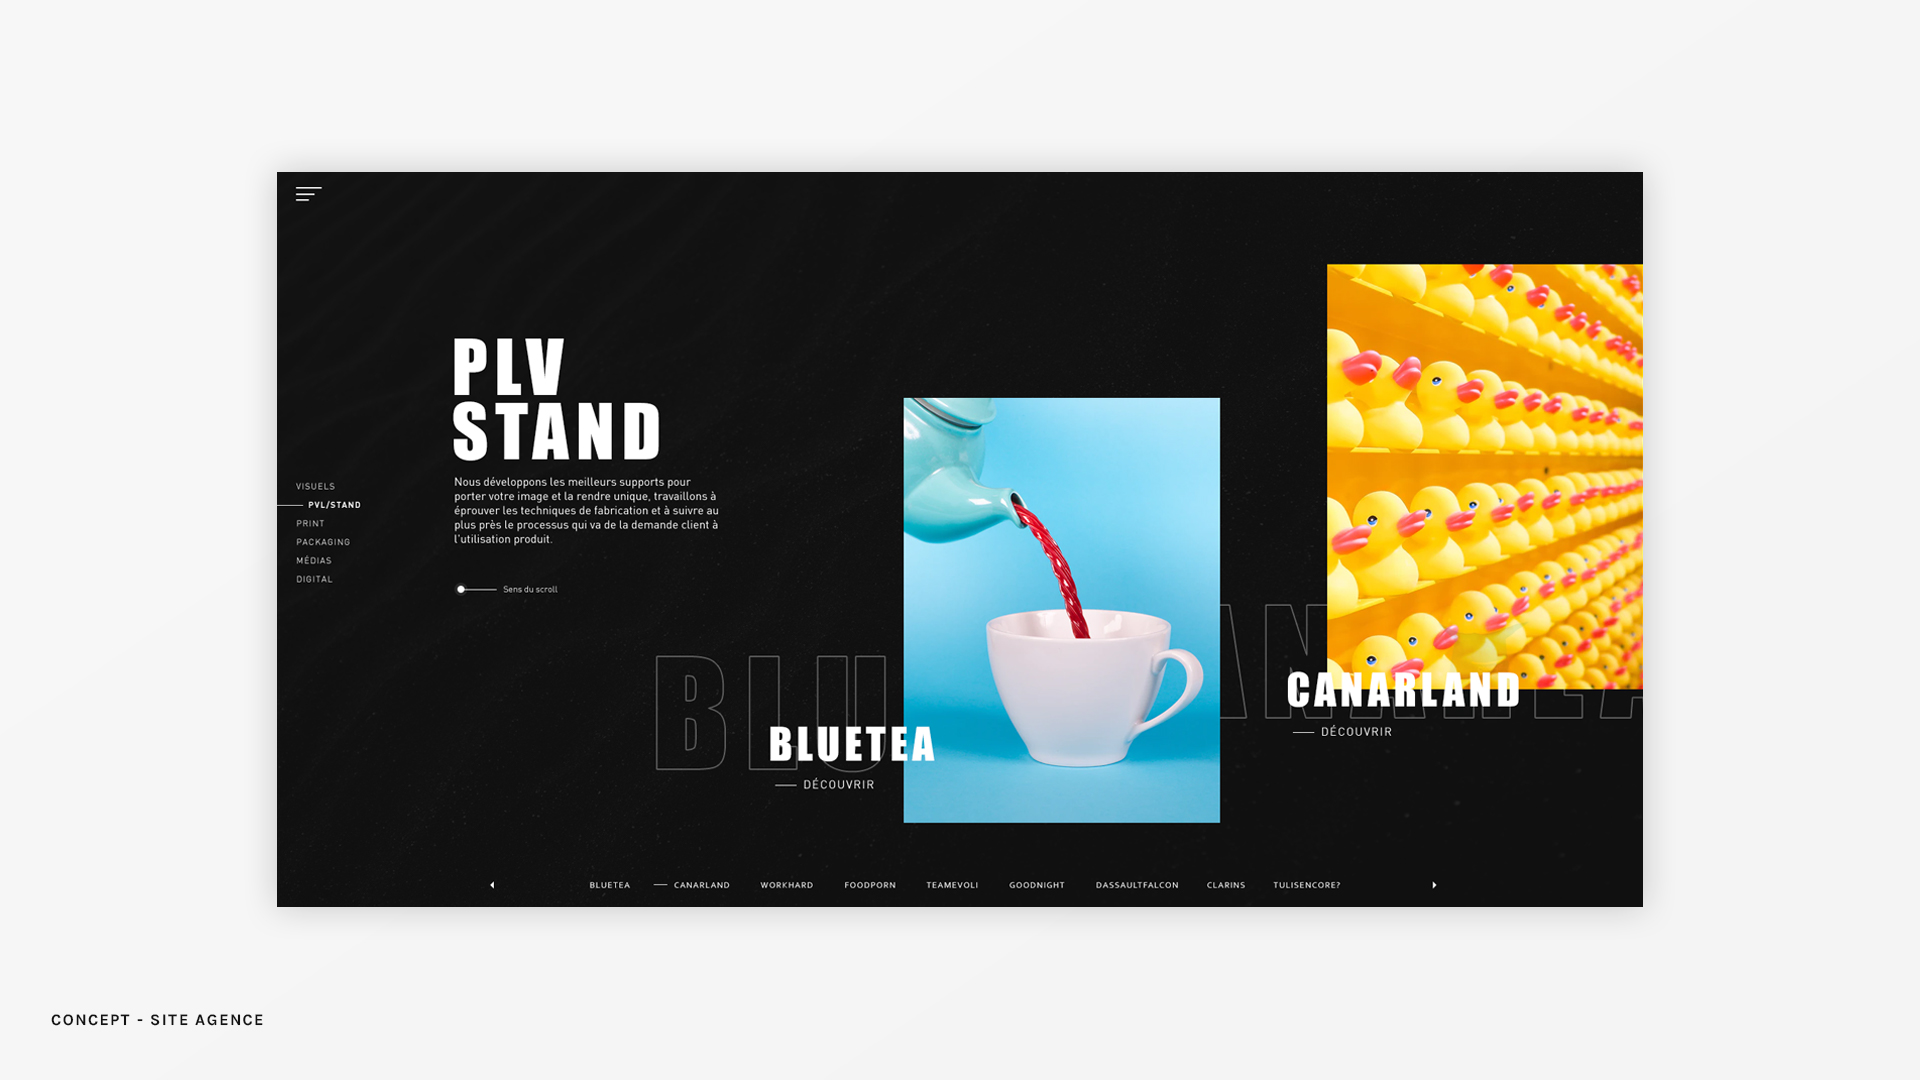 PLV
STAND
Nous développons les meilleurs supports pour
porter votre image et la rendre unique, travaillons à
éprouver les techniques de fabrication et à suivre au
plus près le processus qui va de la demande client à
l'utilisation produit.
Sens du scroll
VISUELS
PVL/STAND
PRINT
PACKAGING
MÉDIAS
DIGITAL
BLU
BLUETEA
DÉCOUVRIR
CANARLAND
DÉCOUVRIR
BLUETEA
CANARLAND
WORKHARD
FOODPORN
TEAMEVOLI
GOODNIGHT
DASSAULTFALCON
CLARINS
TULISENCORE?
CONCEPT - SITE AGENCE